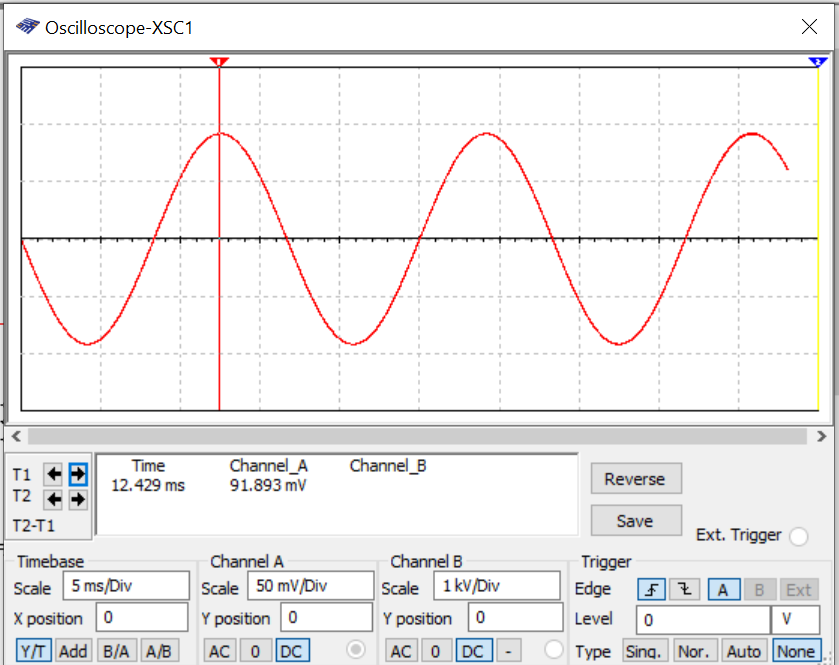 Oscilloscope-XSC1
1
2
Time Channel_A Channel_B
T1 12.429 ms 91.893 mV
T2
T2-T1
Reverse
Save
Ext. Trigger
Timebase
Scale 5 ms/Div
X position 0
Y/T Add B/A A/B
Channel A
Scale 50 mV/Div
Y position 0
AC 0 DC
Channel B
Scale 1 kV/Div
Y position 0
AC 0 DC -
Trigger
Edge A B Ext
Level 0 V
Type Sing. Nor. Auto None